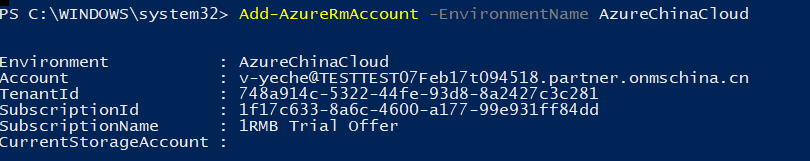 PS C:\WINDOWS\system32> Add-AzureRmAccount -EnvironmentName AzureChinaCloud
Environment : AzureChinaCloud
Account : v-yeche@TESTTEST07Feb17t094518.partner.onmschina.cn
TenantId : 748a914c-5322-44fe-93d8-8a2427c3c281
SubscriptionId : 1f17c633-8a6c-4600-a177-99e931ff84dd
SubscriptionName : 1RMB Trial Offer
CurrentStorageAccount :